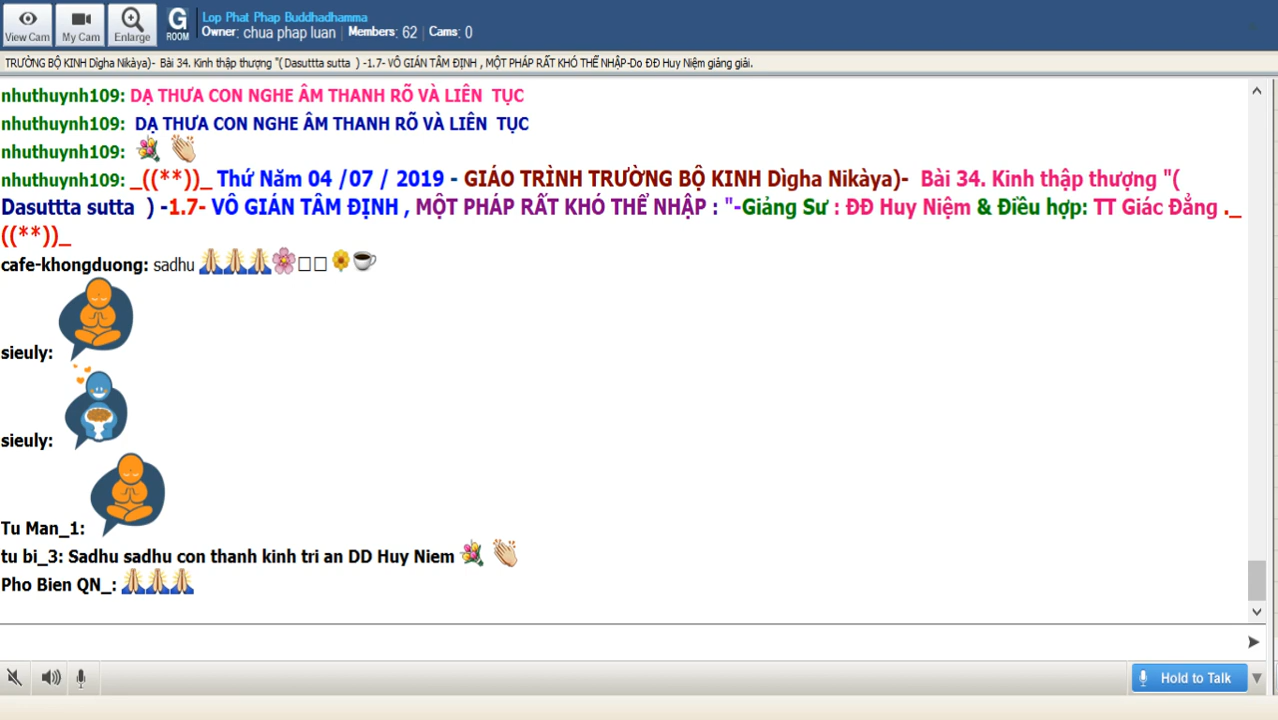 View Cam
My Cam
Enlarge
G
ROOM
Lop Phat Phap Buddhadhamma
Owner: chua phap luan | Members: 62 | Cams: 0
TRƯỜNG BỘ KINH Dìgha Nikàya)- Bài 34. Kinh thập thượng "( Dasuttta sutta ) -1.7- VÔ GIÁN TÂM ĐỊNH , MỘT PHÁP RẤT KHÓ THỂ NHẬP-Do ĐĐ Huy Niệm giảng giải.
nhuthuynh109: DẠ THƯA CON NGHE ÂM THANH RÕ VÀ LIÊN TỤC
nhuthuynh109: DẠ THƯA CON NGHE ÂM THANH RÕ VÀ LIÊN TỤC
nhuthuynh109:
nhuthuynh109: _((**))_ Thứ Năm 04 /07 / 2019 - GIÁO TRÌNH TRƯỜNG BỘ KINH Dìgha Nikàya)- Bài 34. Kinh thập thượng "(
Dasuttta sutta ) -1.7- VÔ GIÁN TÂM ĐỊNH , MỘT PHÁP RẤT KHÓ THỂ NHẬP : "-Giảng Sư : ĐĐ Huy Niệm & Điều hợp: TT Giác Đẳng ._
((**))_
cafe-khongduong: sadhu 🙏🙏🙏🌸□□🌼☕
sieuly:
sieuly:
Tu Man_1:
tu bi_3: Sadhu sadhu con thanh kinh tri an DD Huy Niem
Pho Bien QN_: 🙏🙏🙏
Hold to Talk